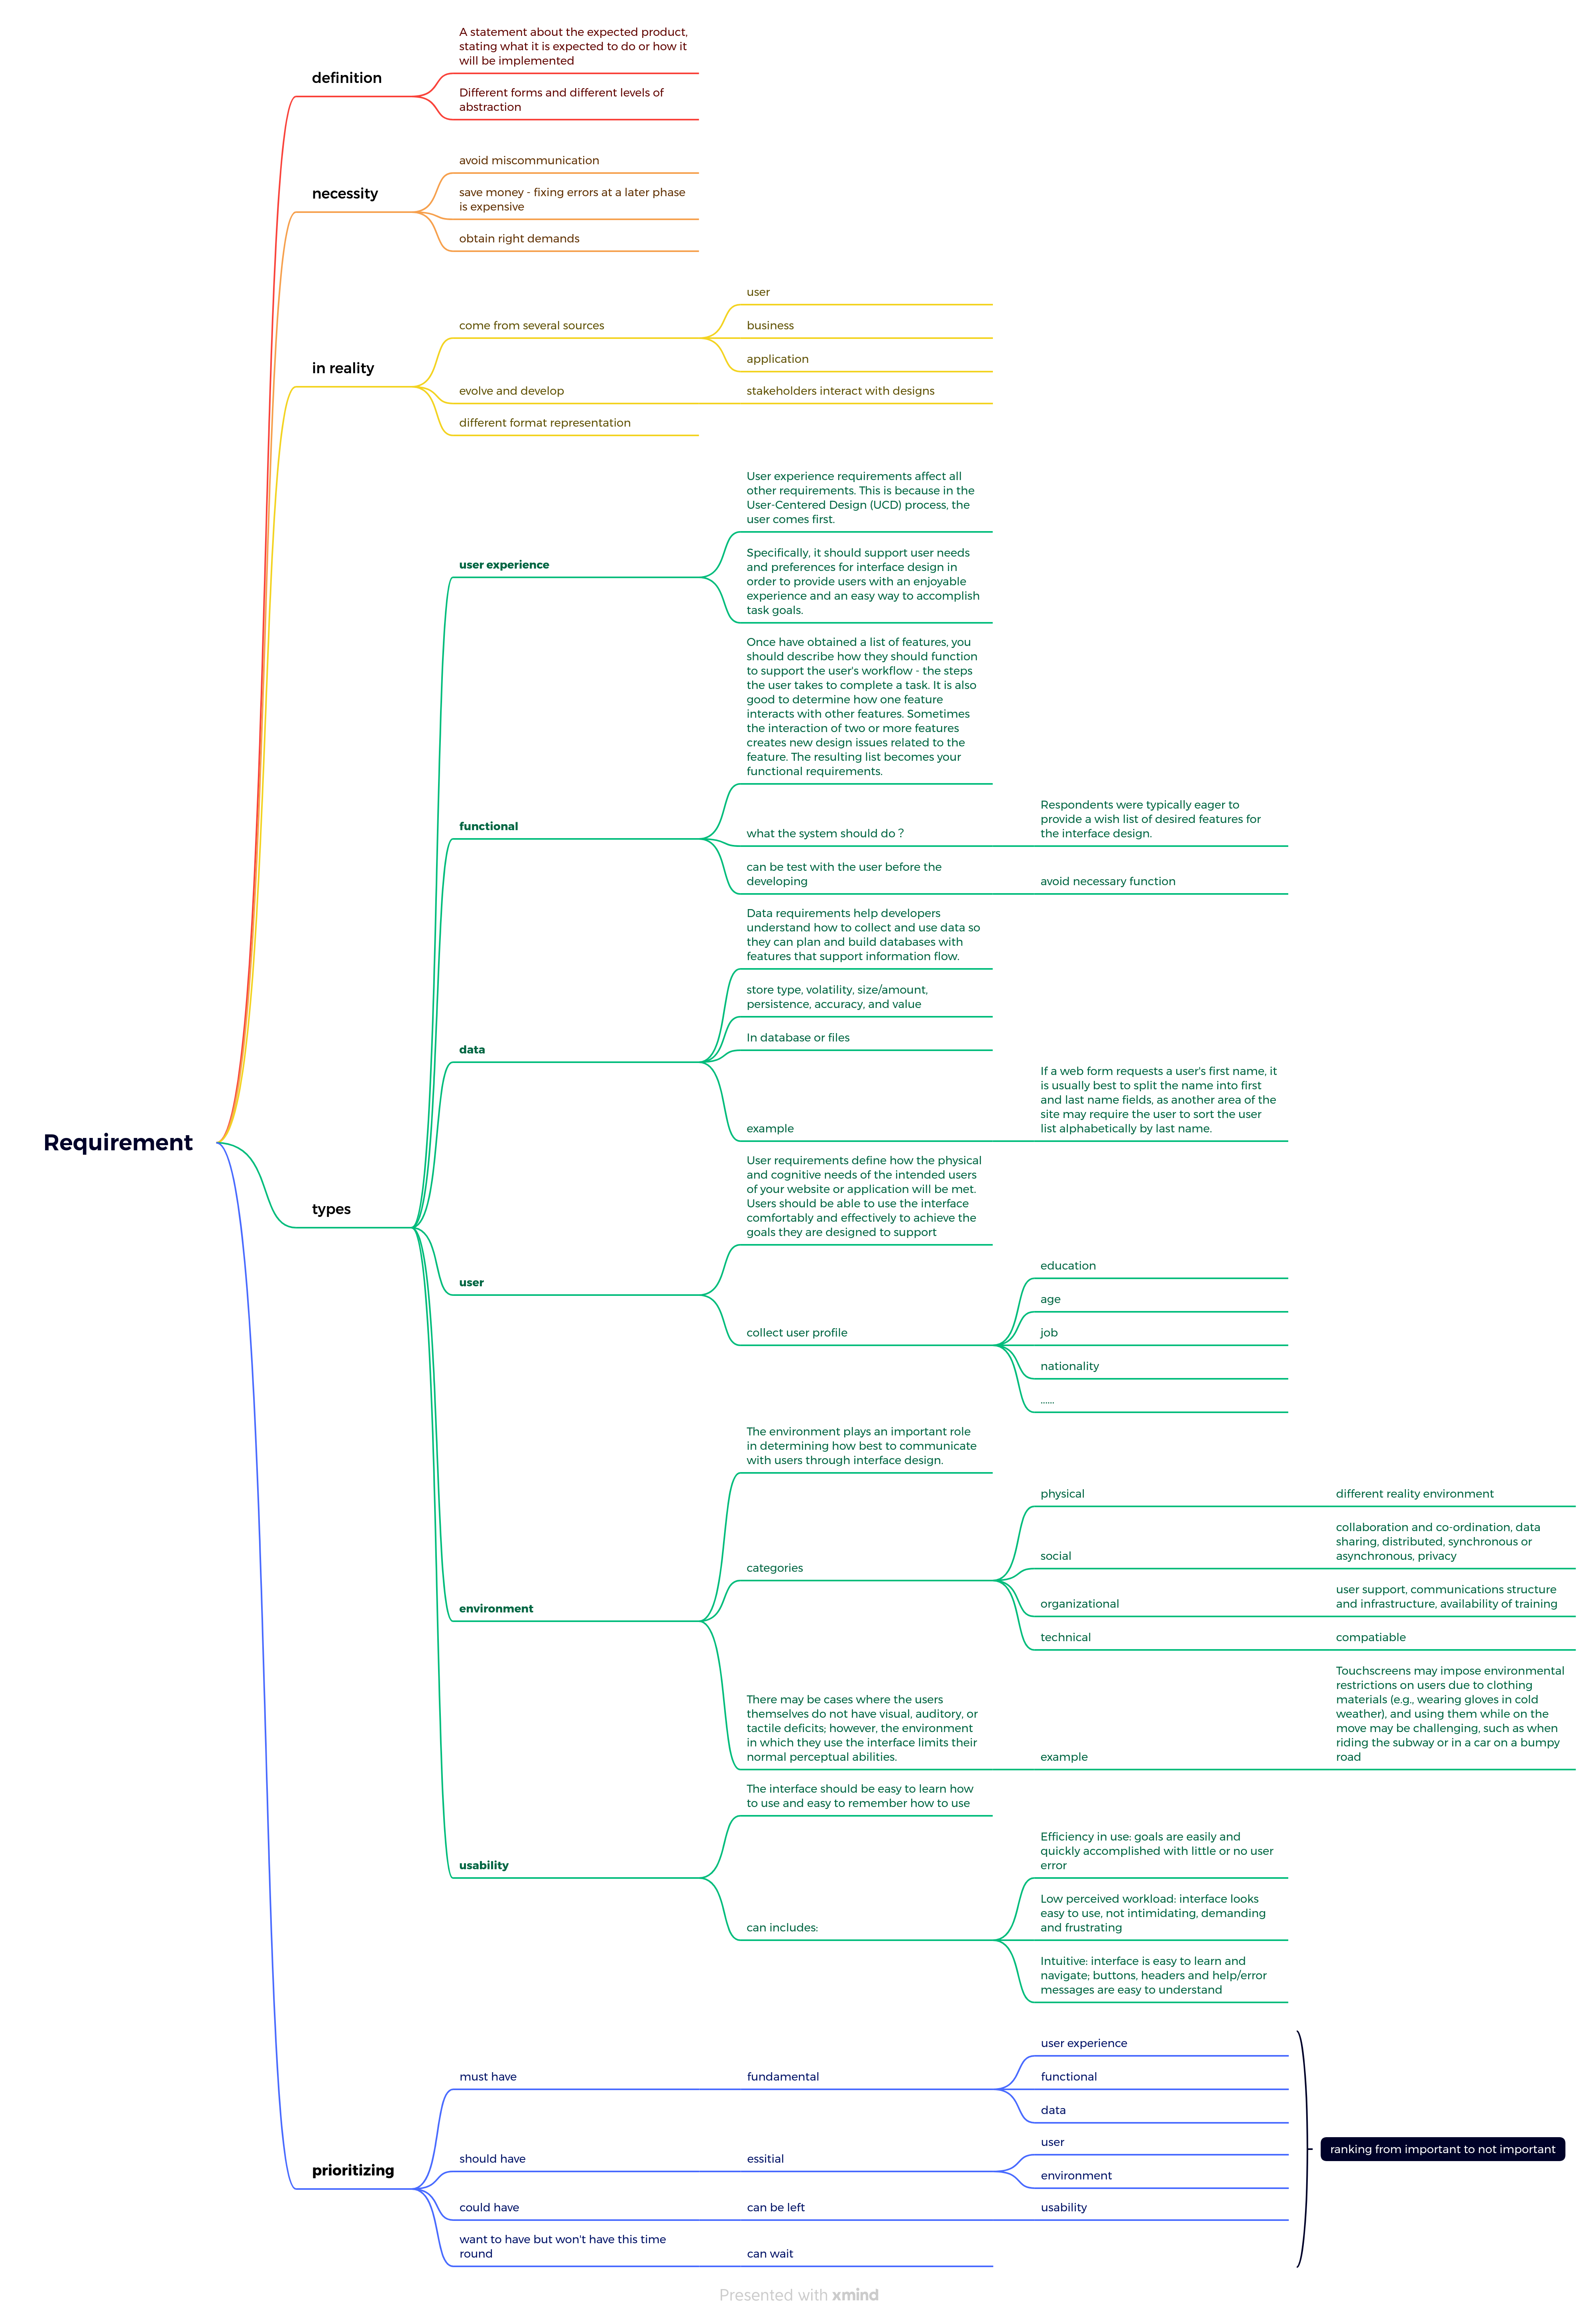 A statement about the expected product,
stating what it is expected to do or how it
will be implemented
definition
Different forms and different levels of
abstraction
avoid miscommunication
necessity
save money - fixing errors at a later phase
is expensive
obtain right demands
user
come from several sources
business
application
in reality
evolve and develop
stakeholders interact with designs
different format representation
User experience requirements affect all
other requirements. This is because in the
User-Centered Design (UCD) process, the
user comes first.
user experience
Specifically, it should support user needs
and preferences for interface design in
order to provide users with an enjoyable
experience and an easy way to accomplish
task goals.
Once have obtained a list of features, you
should describe how they should function
to support the user's workflow - the steps
the user takes to complete a task. It is also
good to determine how one feature
interacts with other features. Sometimes
the interaction of two or more features
creates new design issues related to the
feature. The resulting list becomes your
functional requirements.
functional
what the system should do ?
Respondents were typically eager to
provide a wish list of desired features for
the interface design.
can be test with the user before the
developing
avoid necessary function
Data requirements help developers
understand how to collect and use data so
they can plan and build databases with
features that support information flow.
store type, volatility, size/amount,
persistence, accuracy, and value
In database or files
data
example
If a web form requests a user's first name, it
is usually best to split the name into first
and last name fields, as another area of the
site may require the user to sort the user
list alphabetically by last name.
Requirement
types
User requirements define how the physical
and cognitive needs of the intended users
of your website or application will be met.
Users should be able to use the interface
comfortably and effectively to achieve the
goals they are designed to support
user
collect user profile
education
age
job
nationality
......
The environment plays an important role
in determining how best to communicate
with users through interface design.
categories
physical
different reality environment
social
collaboration and co-ordination, data
sharing, distributed, synchronous or
asynchronous, privacy
organizational
user support, communications structure
and infrastructure, availability of training
technical
compatiable
environment
There may be cases where the users
themselves do not have visual, auditory, or
tactile deficits; however, the environment
in which they use the interface limits their
normal perceptual abilities.
example
Touchscreens may impose environmental
restrictions on users due to clothing
materials (e.g., wearing gloves in cold
weather), and using them while on the
move may be challenging, such as when
riding the subway or in a car on a bumpy
road
The interface should be easy to learn how
to use and easy to remember how to use
usability
can includes:
Efficiency in use: goals are easily and
quickly accomplished with little or no user
error
Low perceived workload: interface looks
easy to use, not intimidating, demanding
and frustrating
Intuitive: interface is easy to learn and
navigate; buttons, headers and help/error
messages are easy to understand
prioritizing
must have
fundamental
user experience
functional
data
should have
essitial
user
environment
could have
can be left
usability
want to have but won't have this time
round
can wait
ranking from important to not important
Presented with xmind